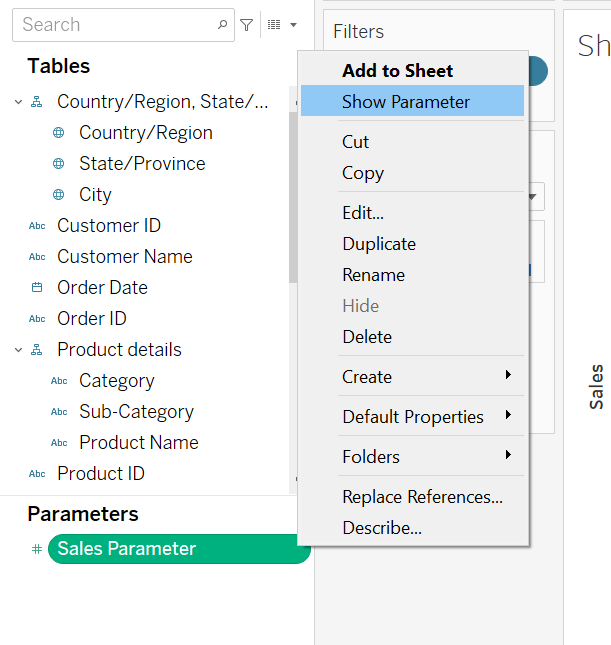 Search
Tables
Country/Region, State/...
Country/Region
State/Province
City
Abc Customer ID
Abc Customer Name
Order Date
Abc Order ID
Product details
Abc Category
Abc Sub-Category
Abc Product Name
Abc Product ID
Parameters
# Sales Parameter
Filters
Add to Sheet
Show Parameter
Cut
Copy
Edit...
Duplicate
Rename
Hide
Delete
Create
Default Properties
Folders
Replace References...
Describe...
Sh
Sales